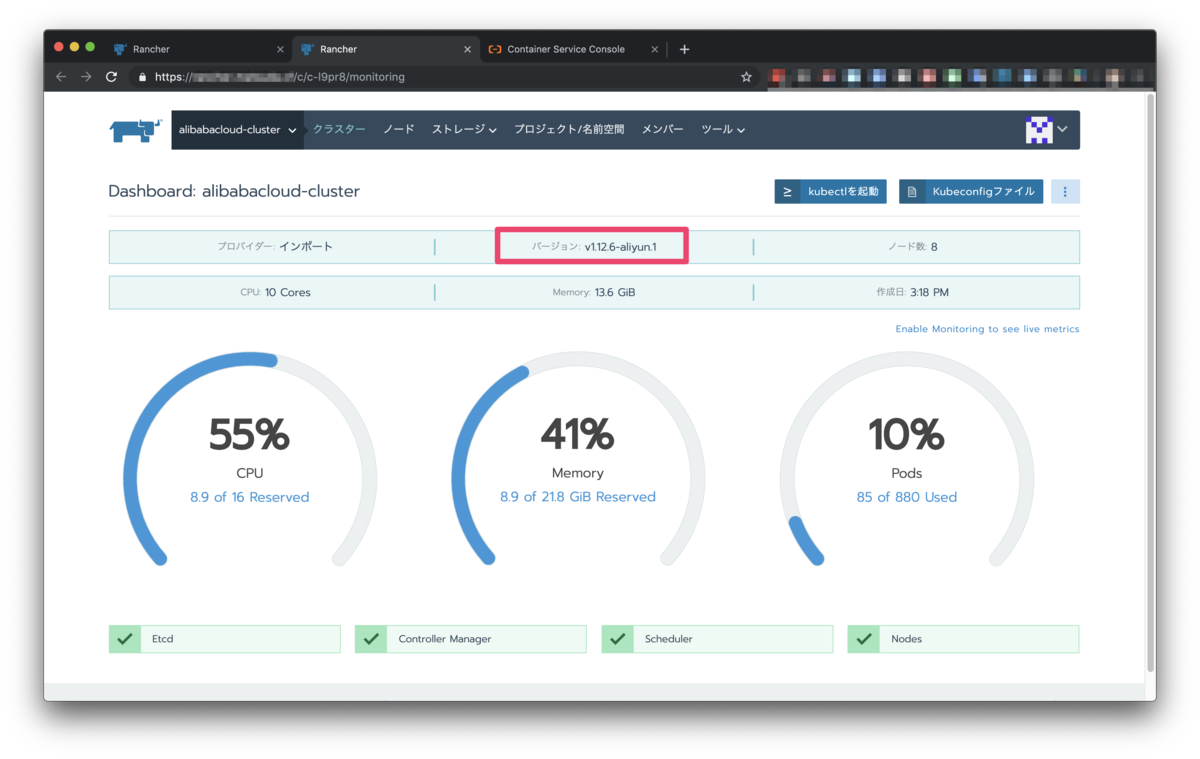 Rancher
Rancher
Container Service Console
https:// /c/c-l9pr8/monitoring
alibabacloud-cluster クラスター ノード ストレージ プロジェクト/名前空間 メンバー ツール
Dashboard: alibabacloud-cluster
kubectlを起動
Kubeconfigファイル
プロバイダー: インポート
バージョン: v1.12.6-aliyun.1
ノード数: 8
CPU: 10 Cores
Memory: 13.6 GiB
作成日: 3:18 PM
Enable Monitoring to see live metrics
55%
CPU
8.9 of 16 Reserved
41%
Memory
8.9 of 21.8 GiB Reserved
10%
Pods
85 of 880 Used
Etcd
Controller Manager
Scheduler
Nodes